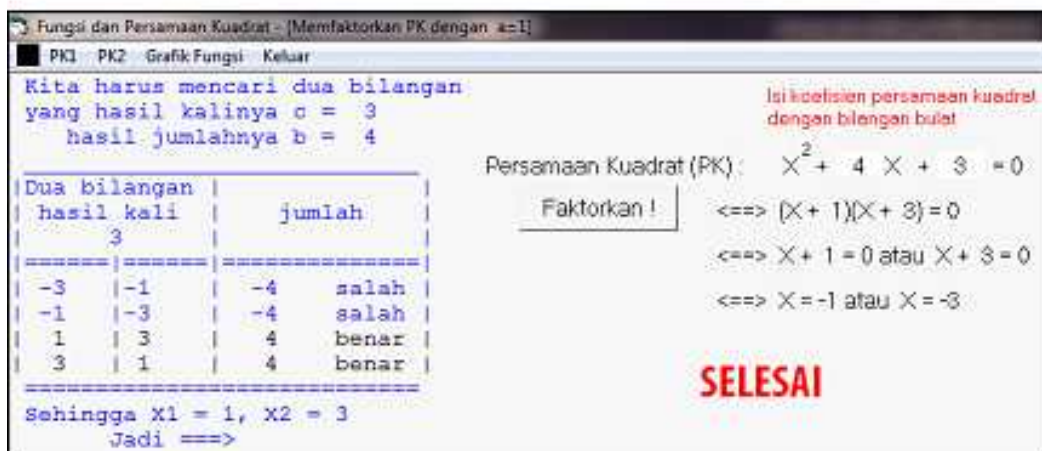 Fungsi dan Persamaan Kuadrat - [Memfaktorkan PK dengan a=1]
PK1 PK2 Grafik Fungsi Keluar
Kita harus mencari dua bilangan
yang hasil kalinya c = 3
hasil jumlahnya b = 4
|Dua bilangan |
| hasil kali | jumlah |
| 3 | |
|======|======|==============|
| -3 |-1 | -4 salah |
| -1 |-3 | -4 salah |
| 1 | 3 | 4 benar |
| 3 | 1 | 4 benar |
==============================
Sehingga X1 = 1, X2 = 3
Jadi ===>
Isi koefisien persamaan kuadrat
dengan bilangan bulat
Persamaan Kuadrat (PK) : X² + 4 X + 3 = 0
Faktorkan !
<==> (X + 1)(X + 3) = 0
<==> X + 1 = 0 atau X + 3 = 0
<==> X = -1 atau X = -3
SELESAI